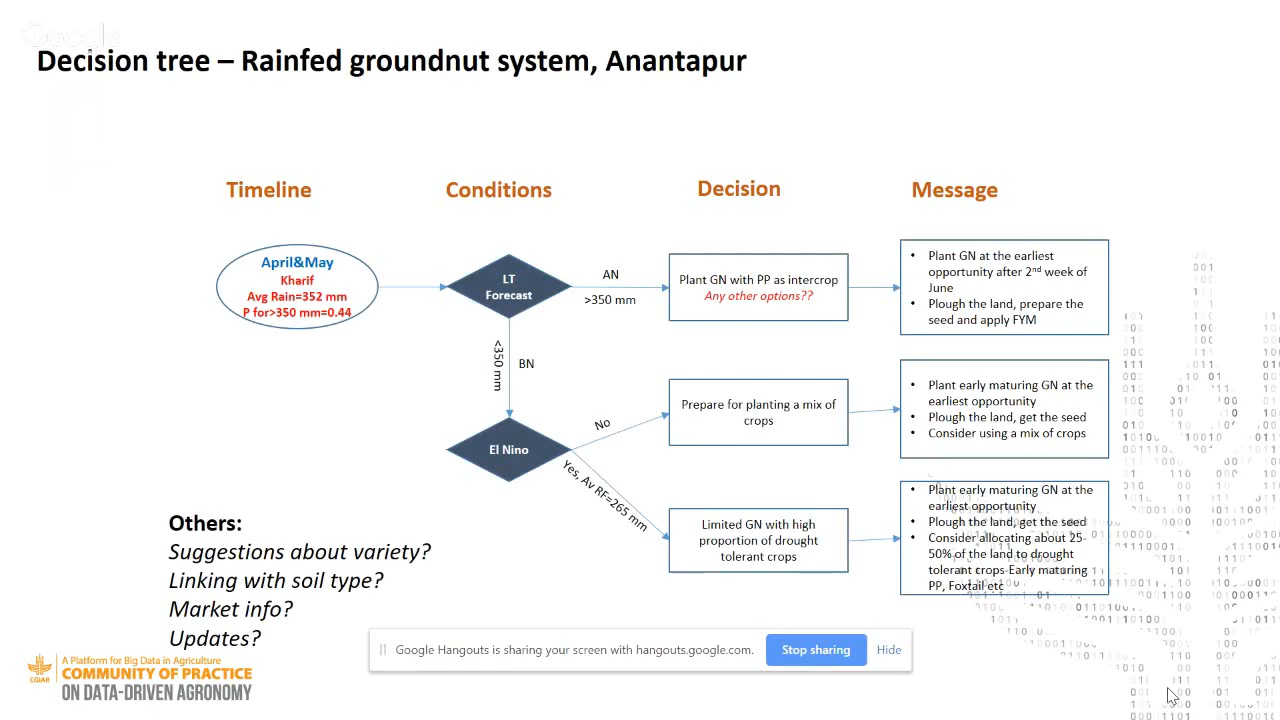 Google
Decision tree – Rainfed groundnut system, Anantapur
Timeline
Conditions
Decision
Message
April&May
Kharif
Avg Rain=352 mm
P for>350 mm=0.44
LT
Forecast
AN
>350 mm
Plant GN with PP as intercrop
Any other options??
• Plant GN at the earliest
opportunity after 2nd week of
June
• Plough the land, prepare the
seed and apply FYM
<350 mm
BN
El Nino
No
Prepare for planting a mix of
crops
• Plant early maturing GN at the
earliest opportunity
• Plough the land, get the seed
• Consider using a mix of crops
Yes, Av RF=265 mm
Limited GN with high
proportion of drought
tolerant crops
• Plant early maturing GN at the
earliest opportunity
• Plough the land, get the seed
• Consider allocating about 25-
50% of the land to drought
tolerant crops-Early maturing
PP, Foxtail etc
Others:
Suggestions about variety?
Linking with soil type?
Market info?
Updates?
Google Hangouts is sharing your screen with hangouts.google.com.
Stop sharing
Hide
CGIAR
A Platform for Big Data in Agriculture
COMMUNITY OF PRACTICE
ON DATA-DRIVEN AGRONOMY